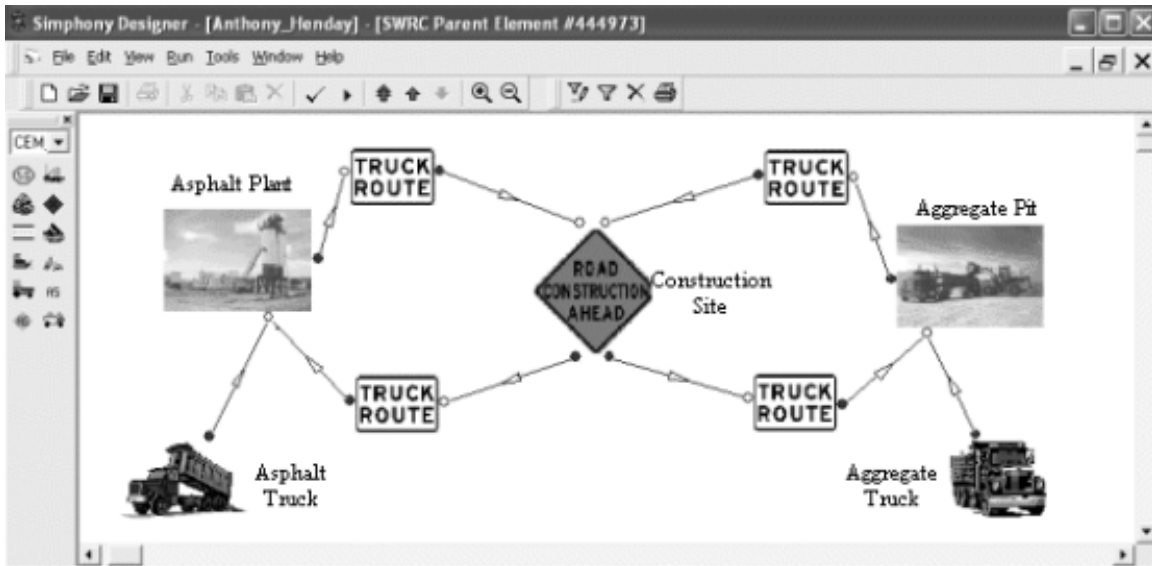 Simphony Designer - [Anthony_Henday] - [SWRC Parent Element #444973]
File Edit View Run Tools Window Help
CEM
Asphalt Plant
TRUCK
ROUTE
TRUCK
ROUTE
Aggregate Pit
ROAD
CONSTRUCTION
AHEAD
Construction
Site
TRUCK
ROUTE
TRUCK
ROUTE
Asphalt
Truck
Aggregate
Truck